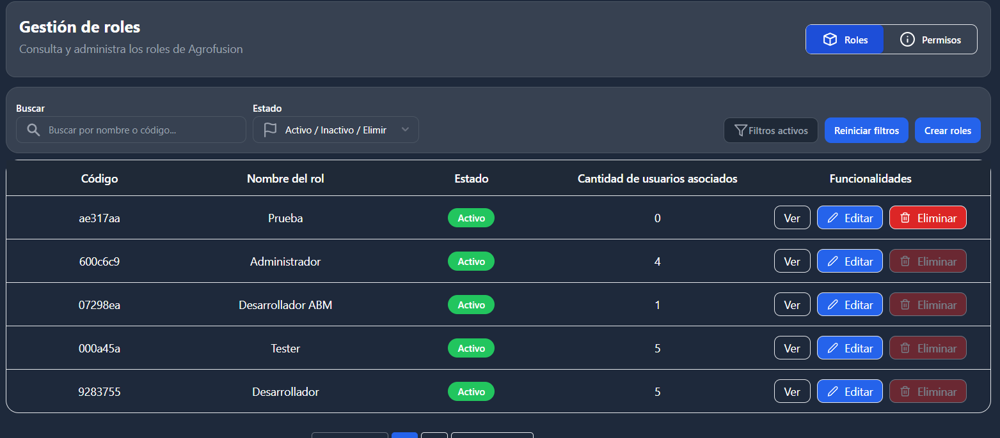 Gestión de roles
Consulta y administra los roles de Agrofusion
Roles
Permisos
Buscar
Estado
Buscar por nombre o código...
Activo / Inactivo / Elimir
Filtros activos
Reiniciar filtros
Crear roles
Código Nombre del rol Estado Cantidad de usuarios asociados Funcionalidades
ae317aa Prueba Activo 0 Ver Editar Eliminar
600c6c9 Administrador Activo 4 Ver Editar Eliminar
07298ea Desarrollador ABM Activo 1 Ver Editar Eliminar
000a45a Tester Activo 5 Ver Editar Eliminar
9283755 Desarrollador Activo 5 Ver Editar Eliminar